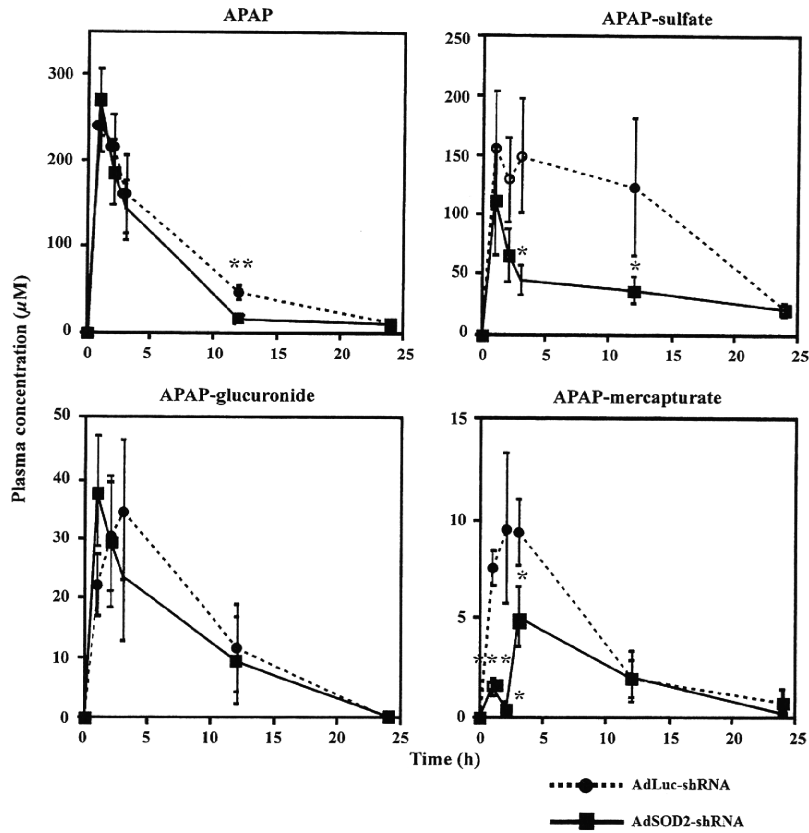 APAP
APAP-sulfate
Plasma concentration (μM)
300
200
100
0
0 5 10 15 20 25
**
250
200
150
100
50
0
0 5 10 15 20 25
*
*
APAP-glucuronide
APAP-mercapturate
50
40
30
20
10
0
0 5 10 15 20 25
15
10
5
0
0 5 10 15 20 25
*
***
*
Time (h)
AdLuc-shRNA
AdSOD2-shRNA